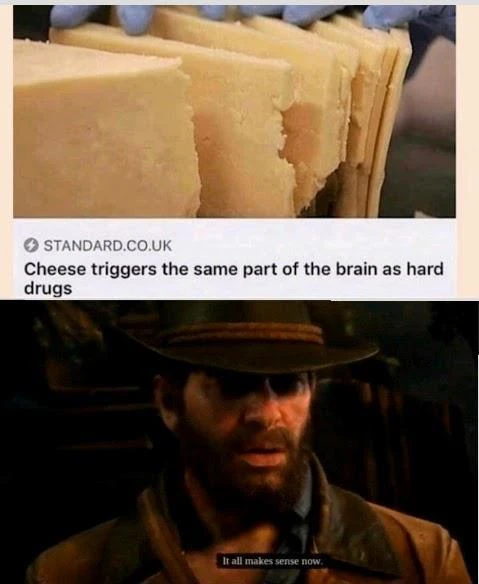 STANDARD.CO.UK
Cheese triggers the same part of the brain as hard
drugs
It all makes sense now.